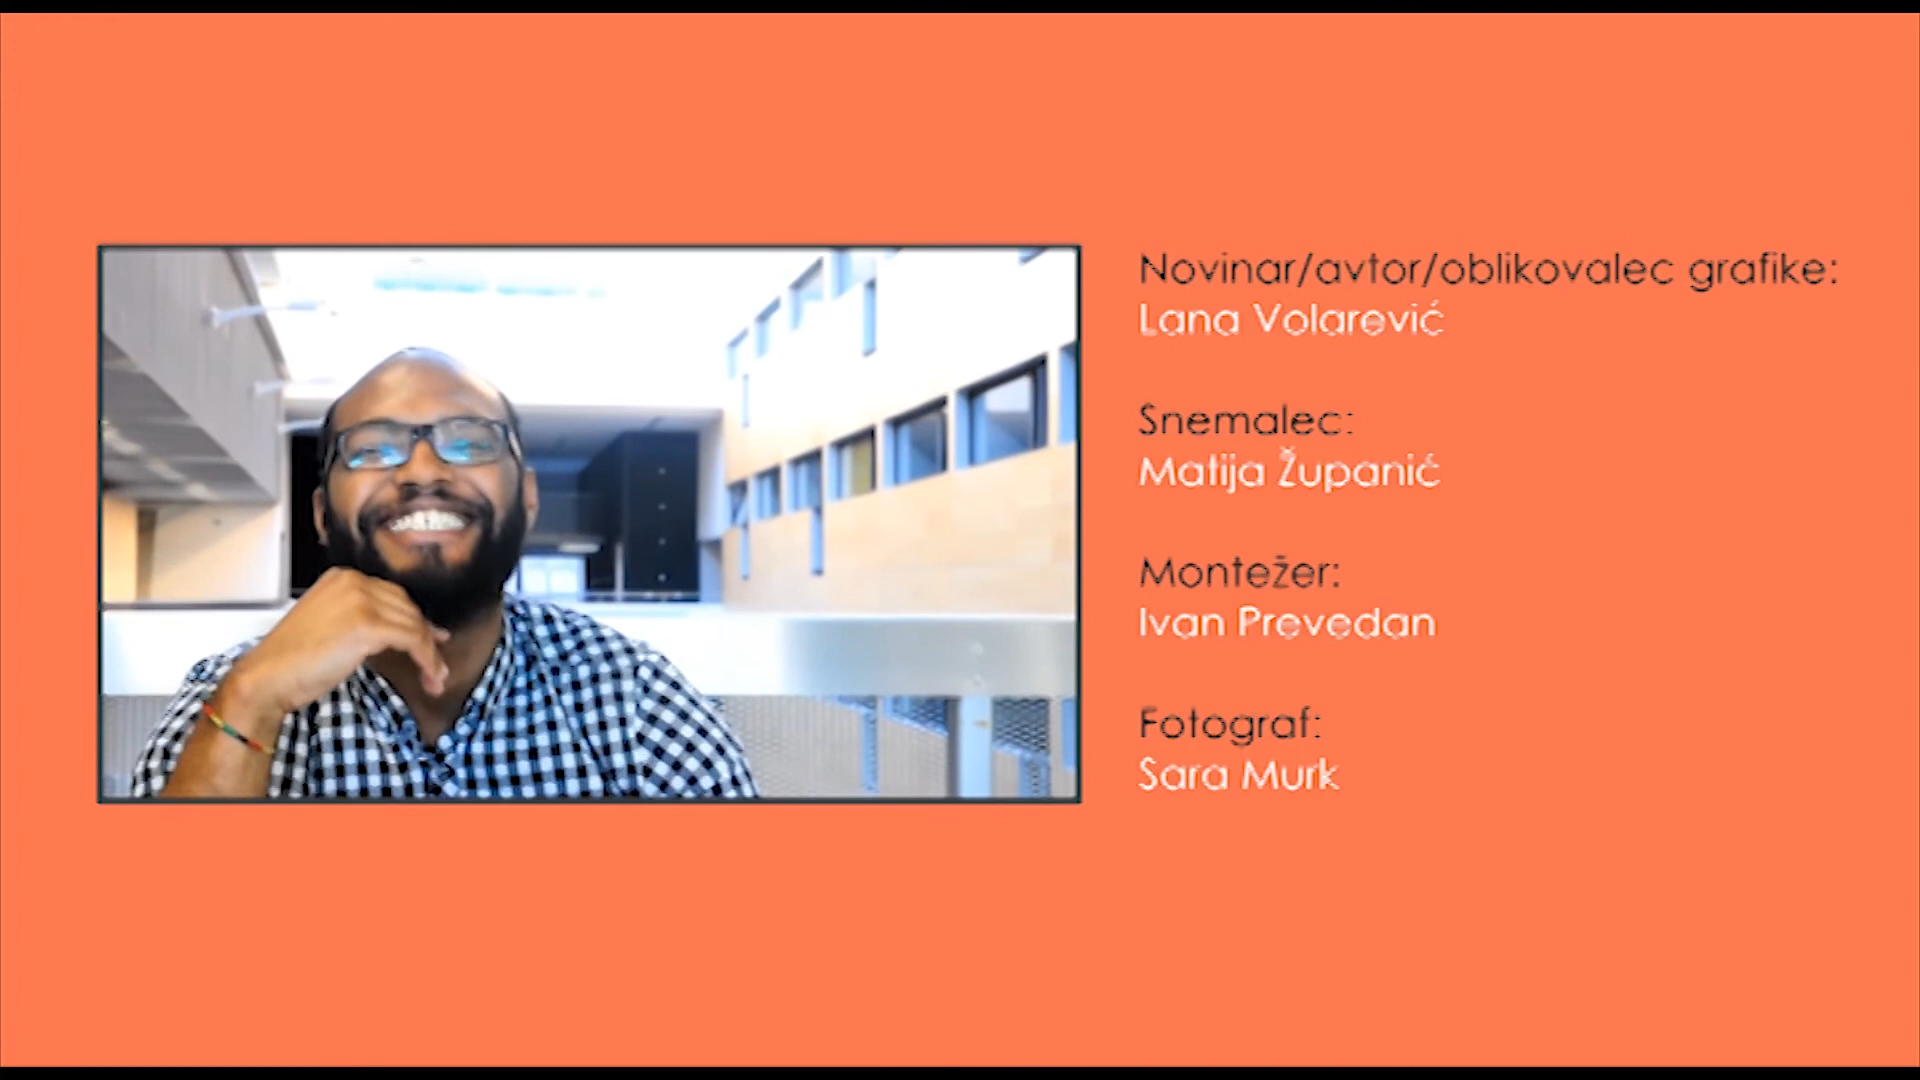 Novinar/avtor/oblikovalec grafike:
Lana Volarević
Snemalec:
Matija Županić
Montežer:
Ivan Prevedan
Fotograf:
Sara Murk